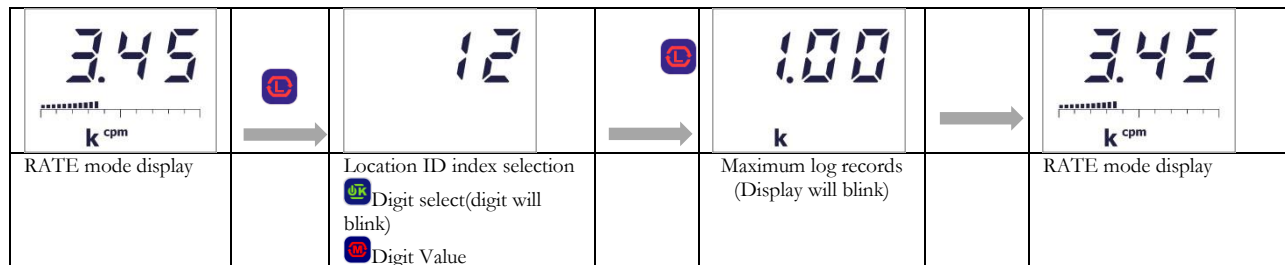 3.45
k cpm
L
12
L
1.00
k
3.45
k cpm
RATE mode display
Location ID index selection
OK Digit select(digit will
blink)
M Digit Value
Maximum log records
(Display will blink)
RATE mode display